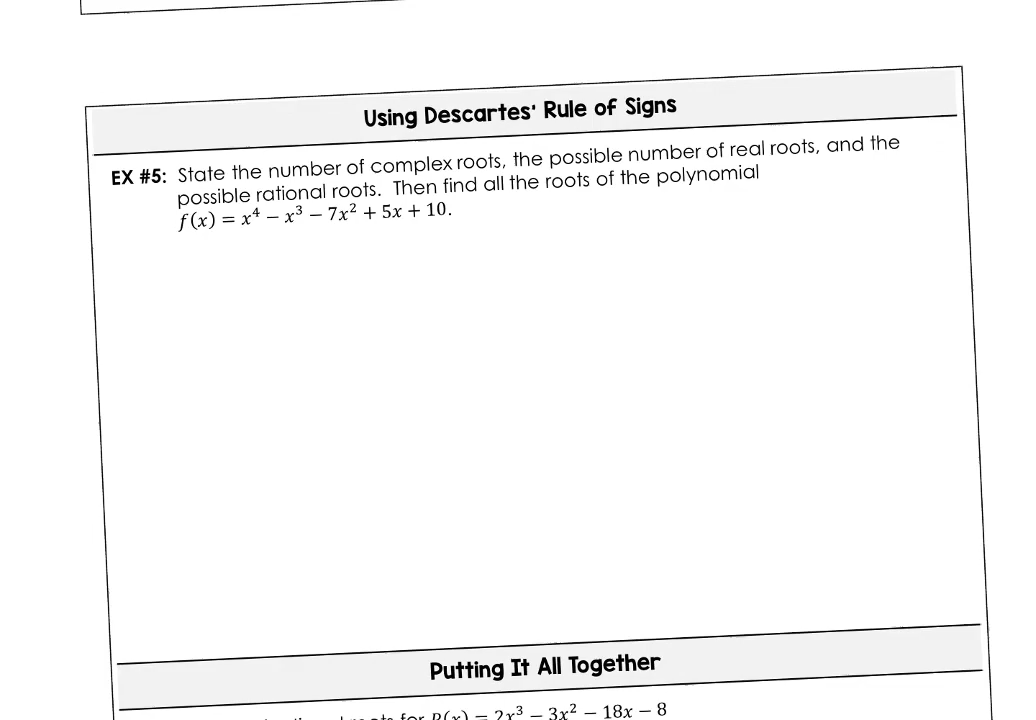 Using Descartes' Rule of Signs
EX #5: State the number of complex roots, the possible number of real roots, and the
possible rational roots. Then find all the roots of the polynomial
f(x) = x⁴ − x³ − 7x² + 5x + 10.
Putting It All Together
roots for P(x) = 2x³ − 3x² − 18x − 8